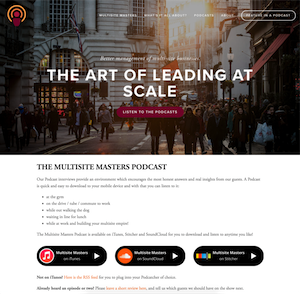 MULTISITE MASTERS
WHAT'S IT ALL ABOUT?
PODCASTS
ABOUT
Better management of multi-site businesses
THE ART OF LEADING AT
SCALE
LISTEN TO THE PODCASTS
THE MULTISITE MASTERS PODCAST
Our Podcast interviews provide an environment which encourages the most honest answers and real insights from our guests. A Podcast
is quick and easy to download to your mobile device and with that you can listen to it:
at the gym
on the drive / tube / commute to work
while out walking the dog
waiting in line for lunch
while at work and building your multisite empire!
The Multisite Masters Podcast is available on iTunes, Stitcher and SoundCloud for you to download and listen to anytime you like!
Multisite Masters
on iTunes
Multisite Masters
on SoundCloud
Multisite Masters
on Stitcher
Not on iTunes? Here is the RSS feed for you to plug into your Podcatcher of choice.
Already heard an episode or two? Please leave a short review here, and tell us which guests we should have on the show next.